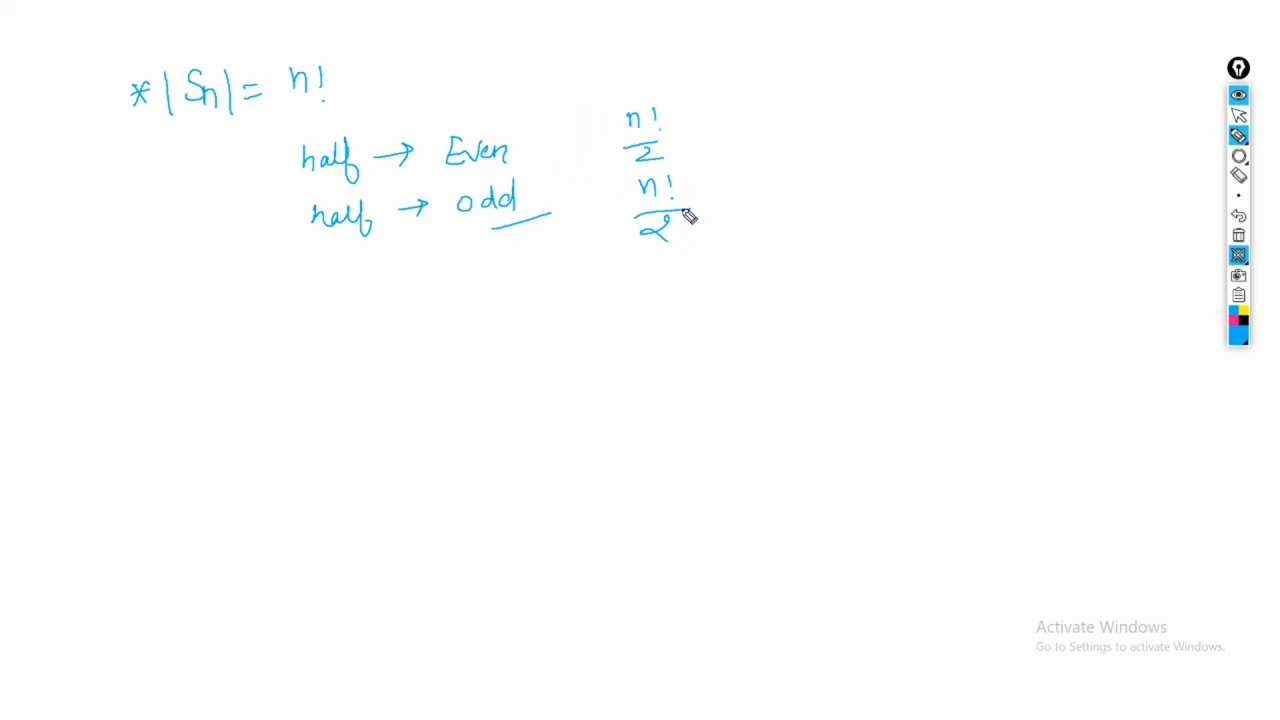 * |Sn| = n!
half → Even n!/2
half → odd n!/2
Activate Windows
Go to Settings to activate Windows.